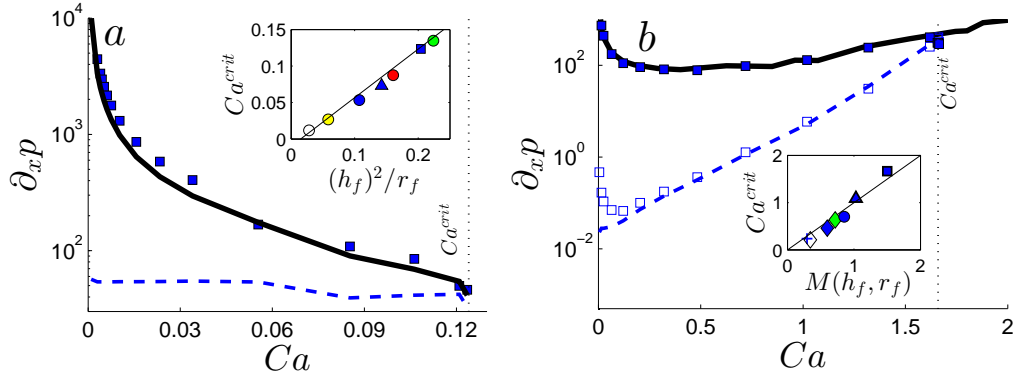 a
10^4
10^3
10^2
∂_x p
0
0.03
0.06
0.09
0.12
Ca
Ca^{crit}
0.15
0.1
0.05
0
Ca^{crit}
0
0.1
0.2
(h_f)^2/r_f
b
10^2
10^0
10^{-2}
∂_x p
0
0.5
1
1.5
2
Ca
Ca^{crit}
2
1
0
Ca^{crit}
0
1
2
M(h_f, r_f)